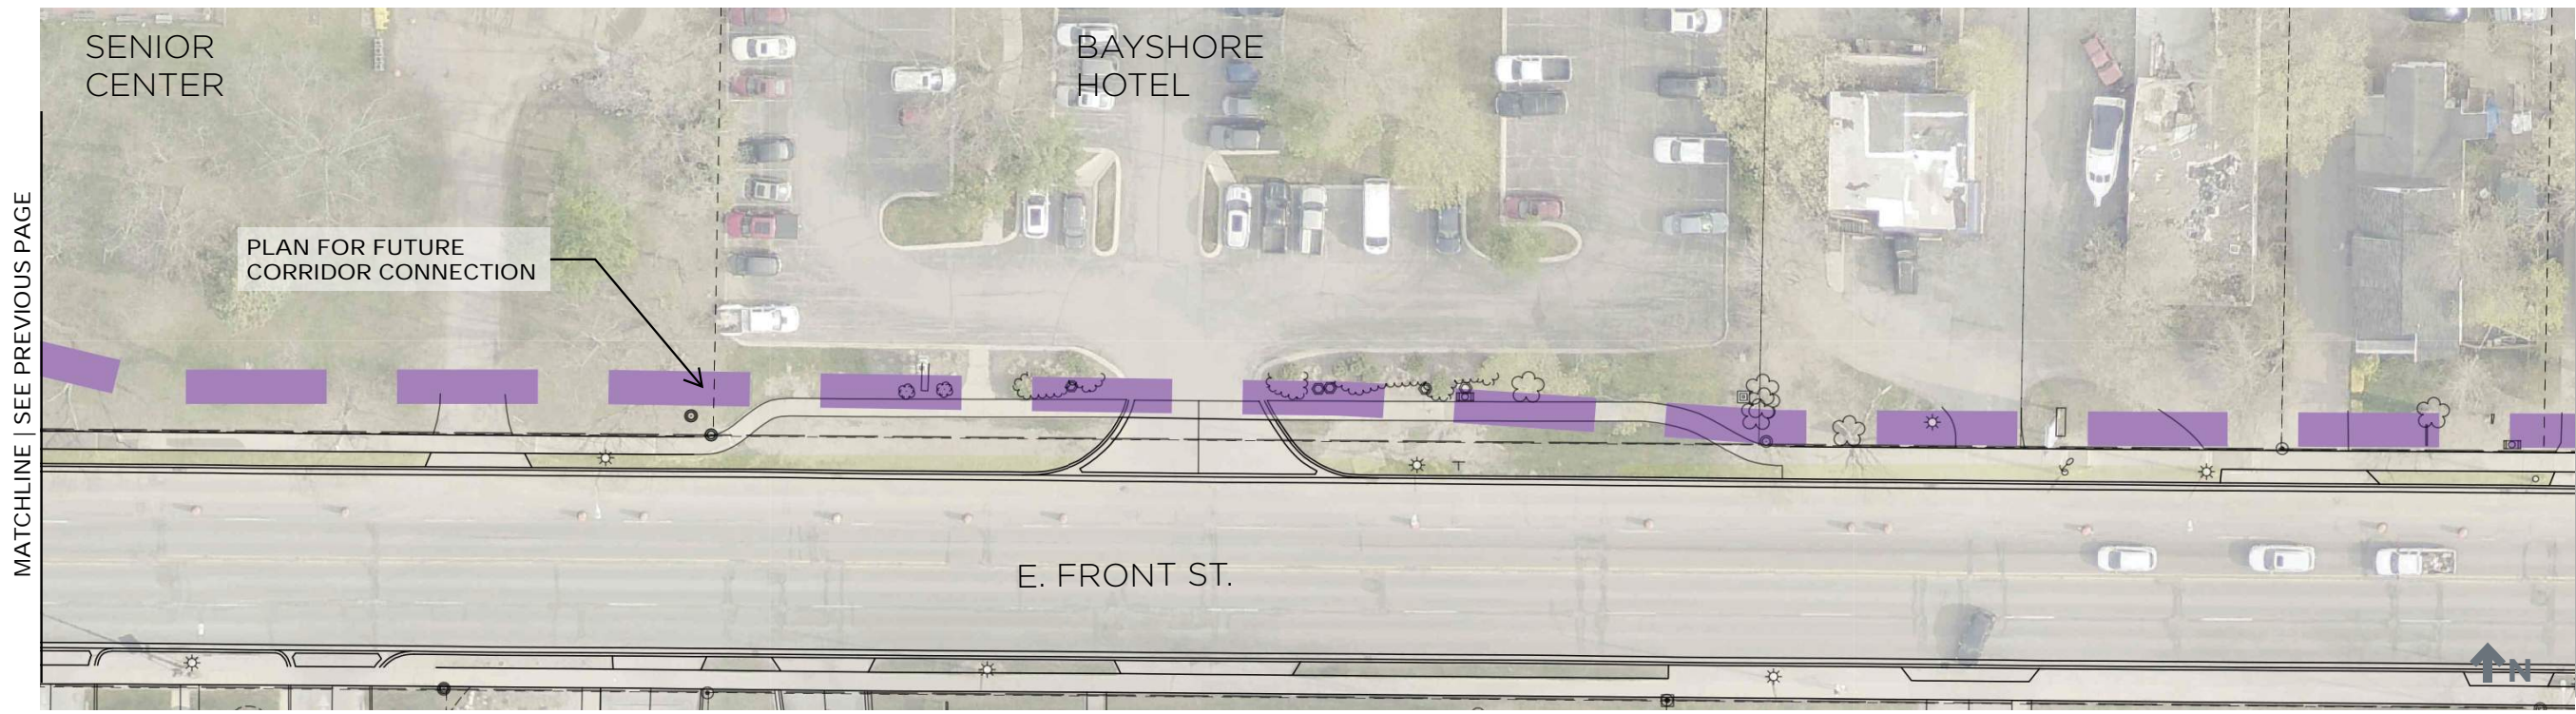 SENIOR
CENTER
BAYSHORE
HOTEL
PLAN FOR FUTURE
CORRIDOR CONNECTION
MATCHLINE | SEE PREVIOUS PAGE
E. FRONT ST.
N